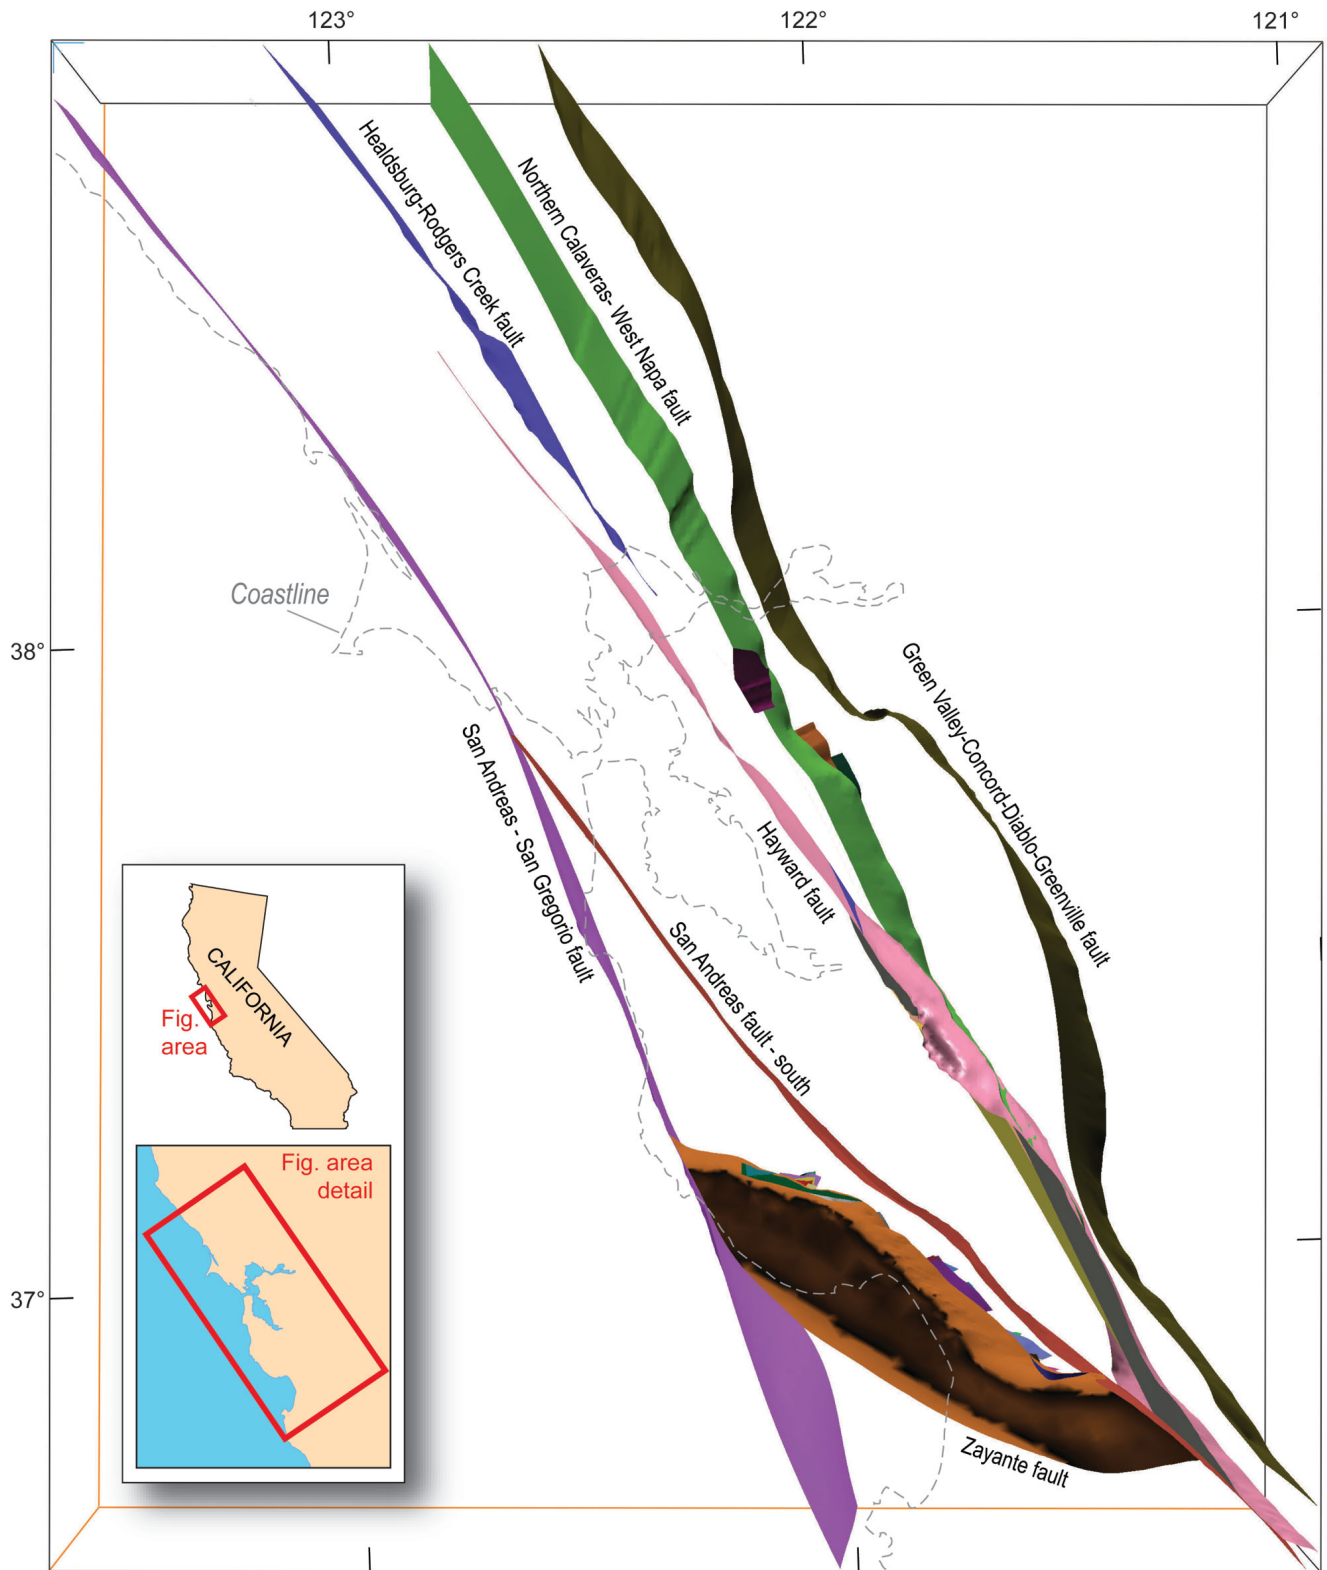 123°
122°
121°
Healdsburg-Rodgers Creek fault
Northern Calaveras- West Napa fault
Coastline
38°
Green Valley-Concord-Diablo-Greenville fault
San Andreas - San Gregorio fault
Hayward fault
San Andreas fault - south
CALIFORNIA
Fig.
area
Fig. area
detail
37°
Zayante fault